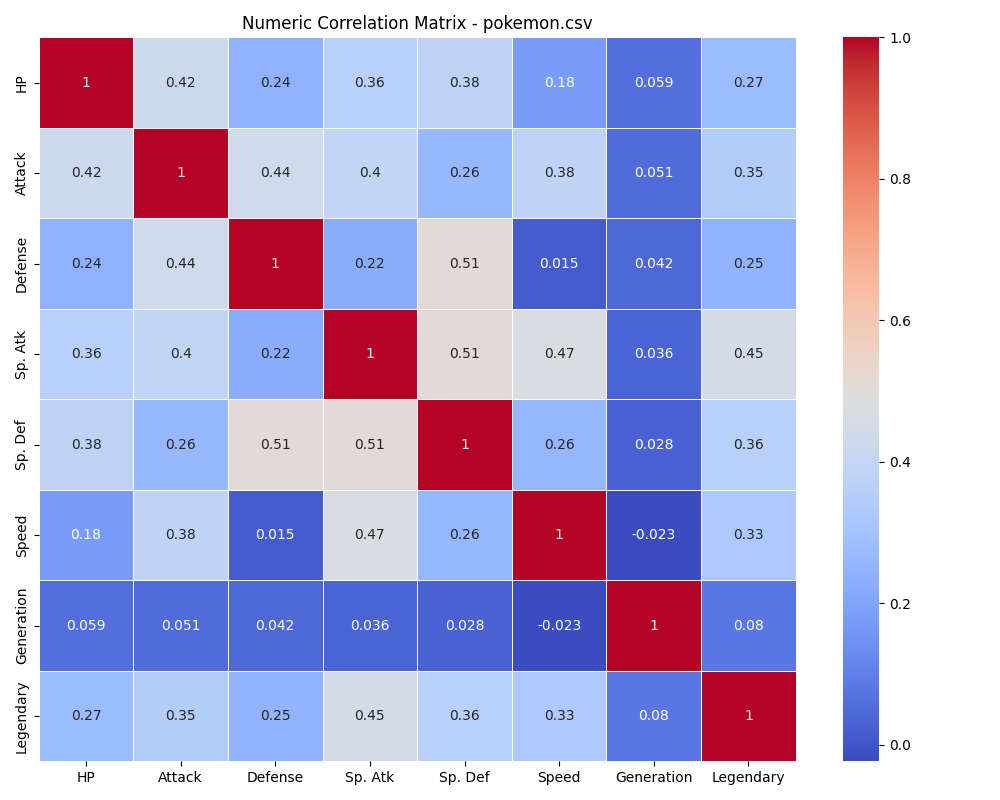 Numeric Correlation Matrix - pokemon.csv
HP 1 0.42 0.24 0.36 0.38 0.18 0.059 0.27
Attack 0.42 1 0.44 0.4 0.26 0.38 0.051 0.35
Defense 0.24 0.44 1 0.22 0.51 0.015 0.042 0.25
Sp. Atk 0.36 0.4 0.22 1 0.51 0.47 0.036 0.45
Sp. Def 0.38 0.26 0.51 0.51 1 0.26 0.028 0.36
Speed 0.18 0.38 0.015 0.47 0.26 1 -0.023 0.33
Generation 0.059 0.051 0.042 0.036 0.028 -0.023 1 0.08
Legendary 0.27 0.35 0.25 0.45 0.36 0.33 0.08 1
HP Attack Defense Sp. Atk Sp. Def Speed Generation Legendary
1.0
0.8
0.6
0.4
0.2
0.0